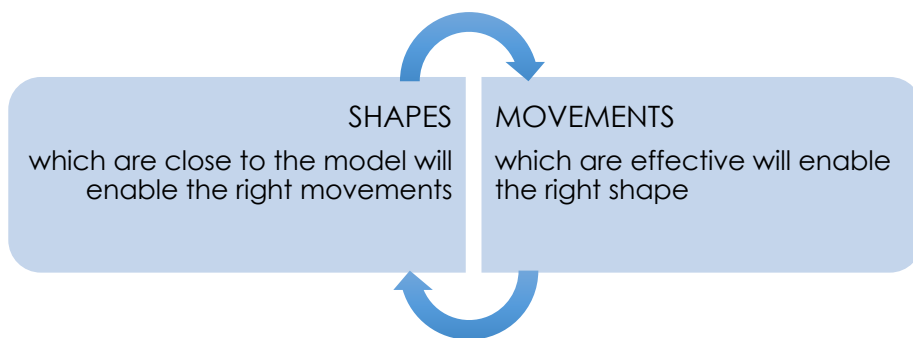 SHAPES
which are close to the model will
enable the right movements
MOVEMENTS
which are effective will enable
the right shape